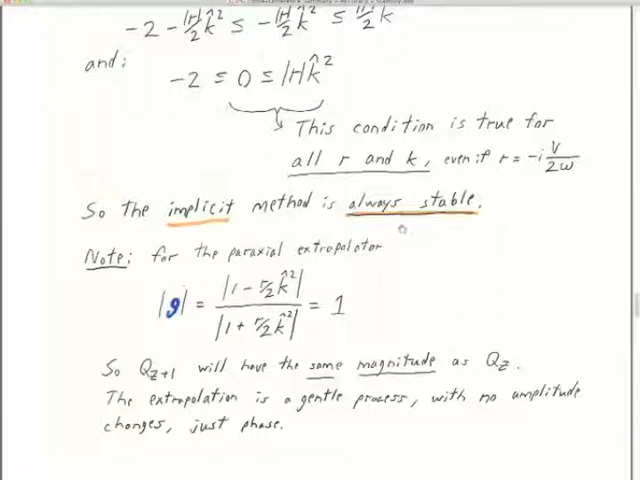 -2 - |r|/2 k̂² ≤ -|r|/2 k̂² ≤ |r|/2 k̂
and:
-2 ≤ 0 ≤ |r| k̂²
This condition is true for
all r and k, even if r = -i v/2ω
So the implicit method is always stable.
Note: for the paraxial extrapolator
|g| = |1 - r/2 k̂²| / |1 + r/2 k̂²| = 1
So Qz+1 will have the same magnitude as Qz.
The extrapolation is a gentle process, with no amplitude
changes, just phase.